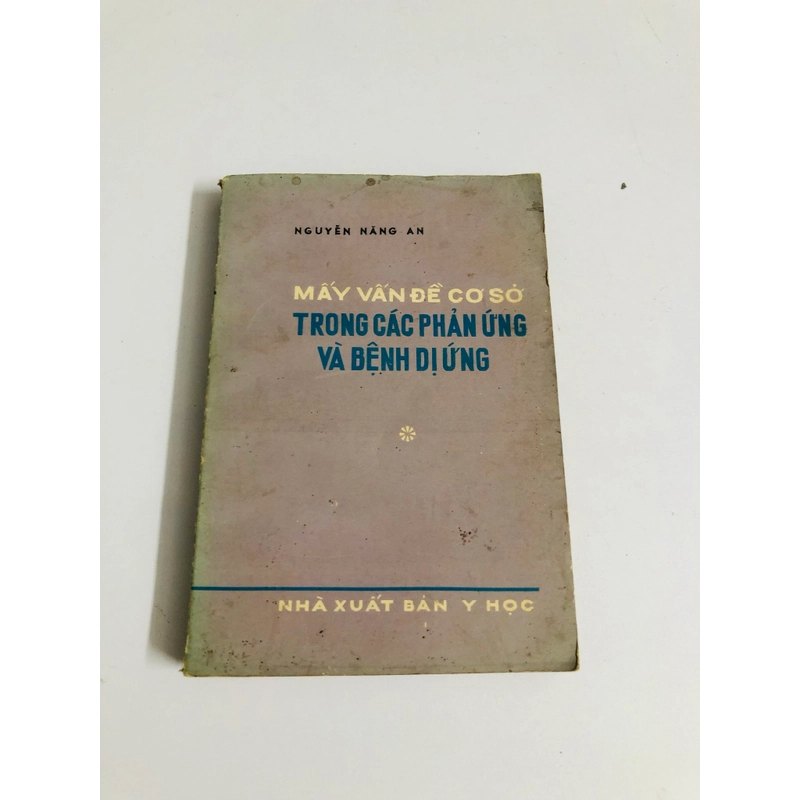 NGUYỄN NĂNG AN
MẤY VẤN ĐỀ CƠ SỞ
TRONG CÁC PHẢN ỨNG
VÀ BỆNH DỊ ỨNG
NHÀ XUẤT BẢN Y HỌC